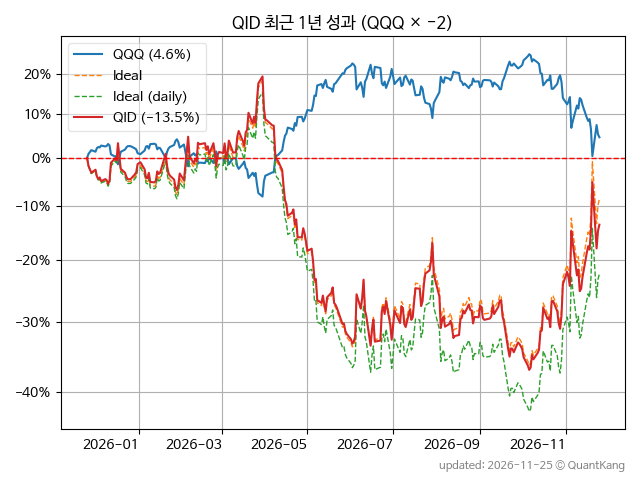 QID 최근 1년 성과 (QQQ × −2)
QQQ (4.6%)
Ideal
Ideal (daily)
QID (−13.5%)
20%
10%
0%
−10%
−20%
−30%
−40%
2026-01 2026-03 2026-05 2026-07 2026-09 2026-11
updated: 2026-11-25 © QuantKang